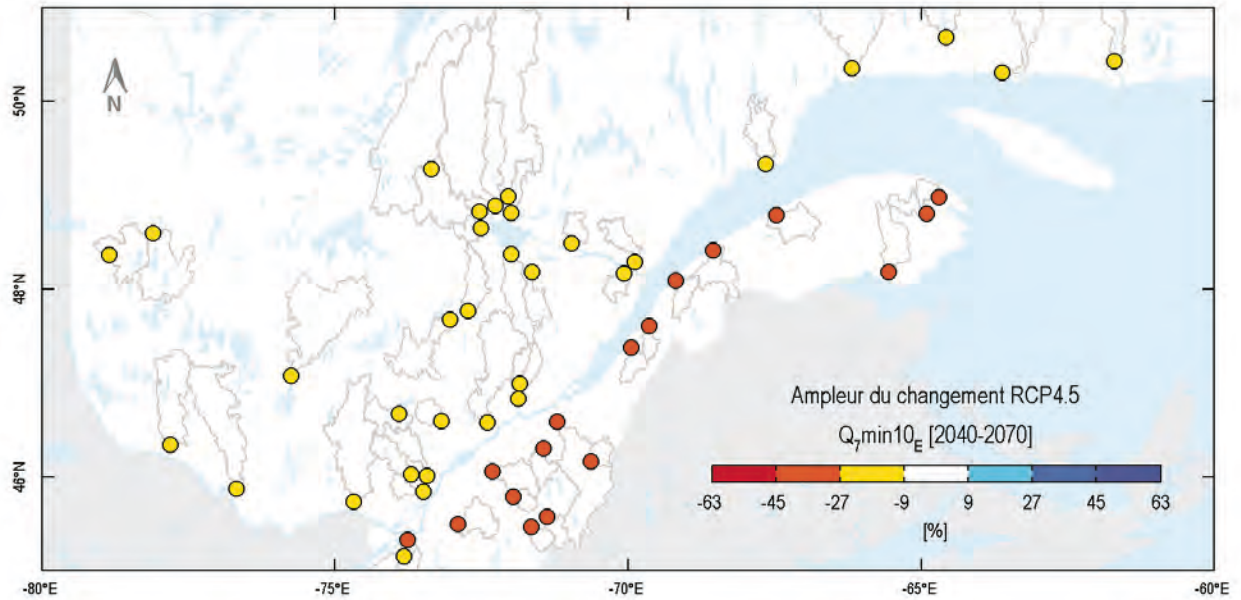 50°N
48°N
46°N
N
Ampleur du changement RCP4.5
Q7min10E [2040-2070]
-63 -45 -27 -9 9 27 45 63
[%]
-80°E -75°E -70°E -65°E -60°E